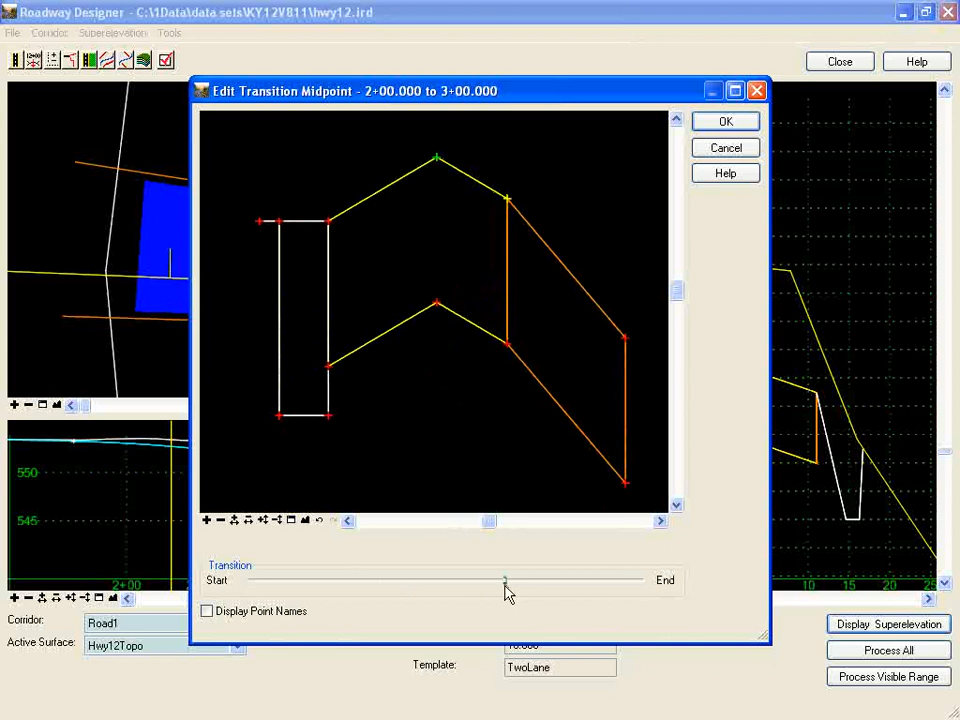 Roadway Designer - C:\1Data\data sets\KY12V811\hwy12.ird
File Corridor Superelevation Tools
Close Help
Edit Transition Midpoint - 2+00.000 to 3+00.000
OK
Cancel
Help
550
545
2+00
10 15 20 25 30
Transition
Start End
Display Point Names
Corridor: Road1
Active Surface: Hwy12Topo
Template: TwoLane
Display Superelevation
Process All
Process Visible Range